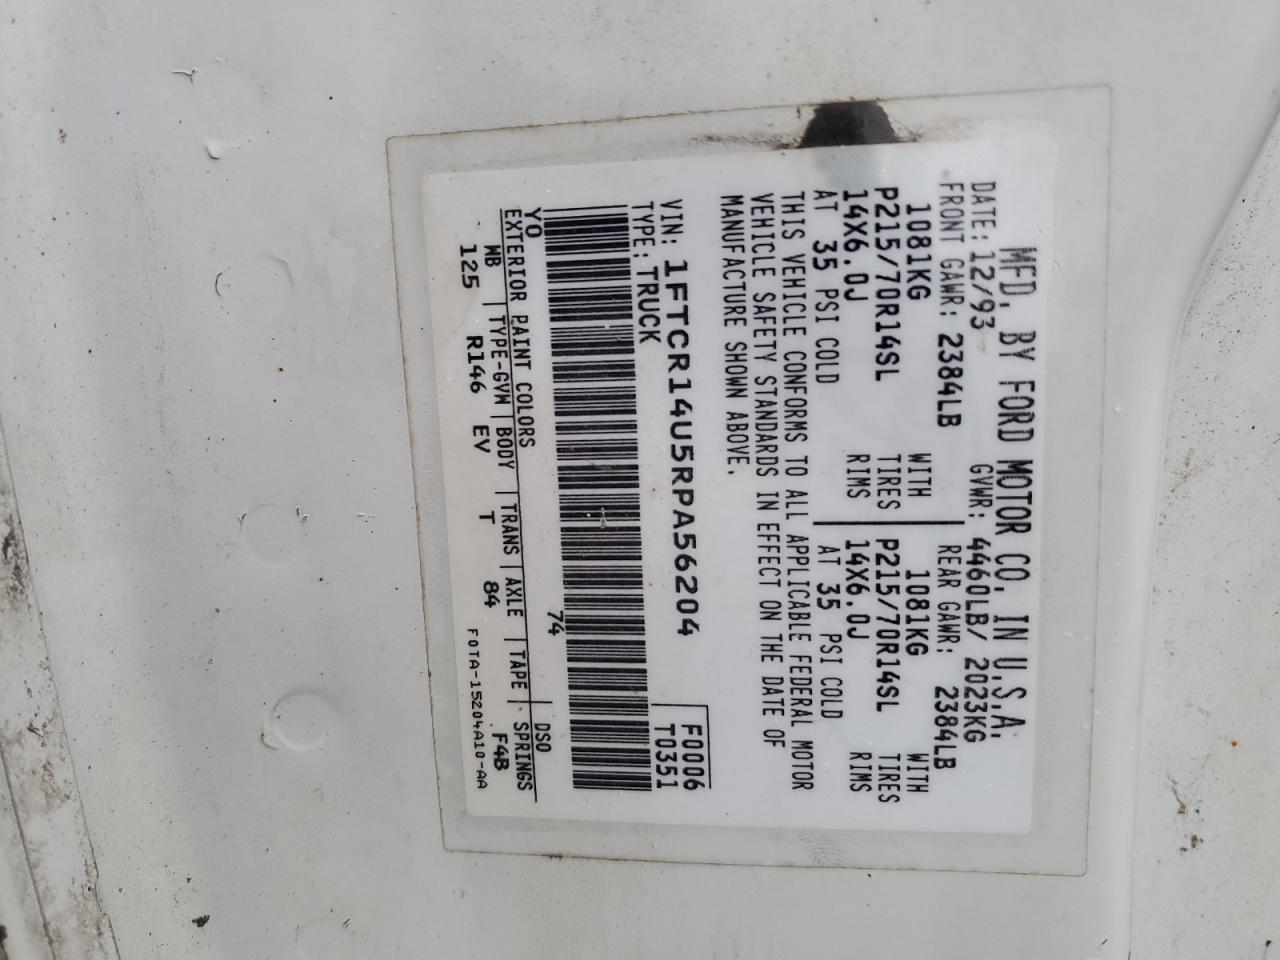 MFD. BY FORD MOTOR CO. IN U.S.A.
DATE: 12/93 GVWR: 4460LB/ 2023KG
FRONT GAWR: 2384LB REAR GAWR: 2384LB
1081KG WITH 1081KG WITH
P215/70R14SL TIRES P215/70R14SL TIRES
14X6.0J RIMS 14X6.0J RIMS
AT 35 PSI COLD AT 35 PSI COLD
THIS VEHICLE CONFORMS TO ALL APPLICABLE FEDERAL MOTOR
VEHICLE SAFETY STANDARDS IN EFFECT ON THE DATE OF
MANUFACTURE SHOWN ABOVE.
F0006
VIN: 1FTCR14U5RPA56204 T0351
TYPE: TRUCK
YO 74
EXTERIOR PAINT COLORS DSO
WB | TYPE-GVW | BODY | TRANS | AXLE | TAPE | SPRINGS
125 R146 EV T 84 F4B
F0TA-15204A10-AA